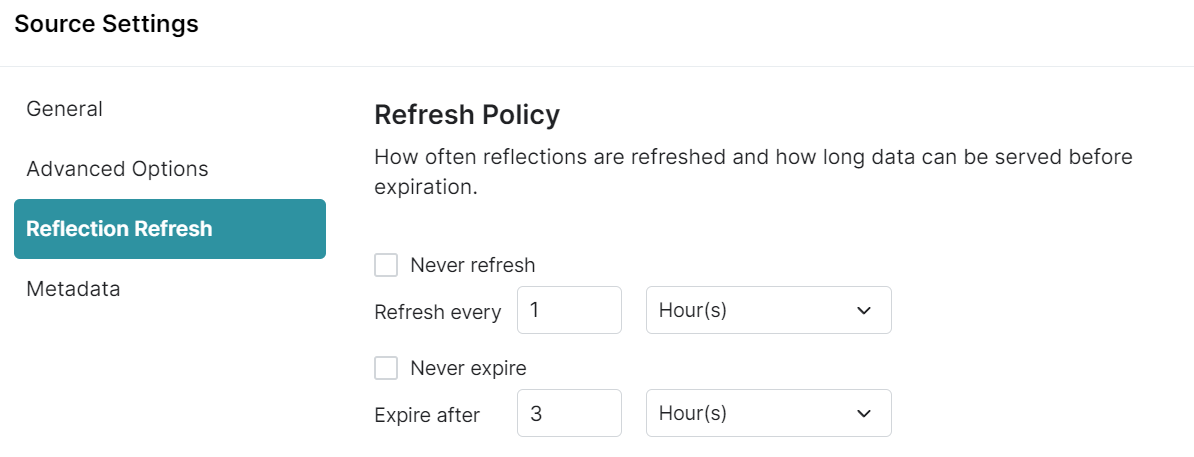 Source Settings
General
Advanced Options
Reflection Refresh
Metadata
Refresh Policy
How often reflections are refreshed and how long data can be served before
expiration.
Never refresh
Refresh every 1 Hour(s)
Never expire
Expire after 3 Hour(s)